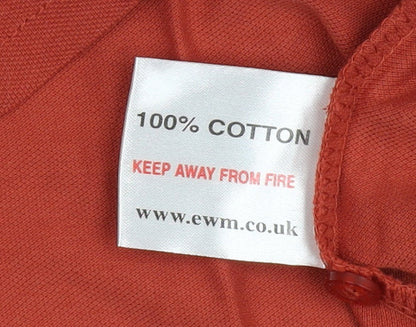 100% COTTON
KEEP AWAY FROM FIRE
www.ewm.co.uk